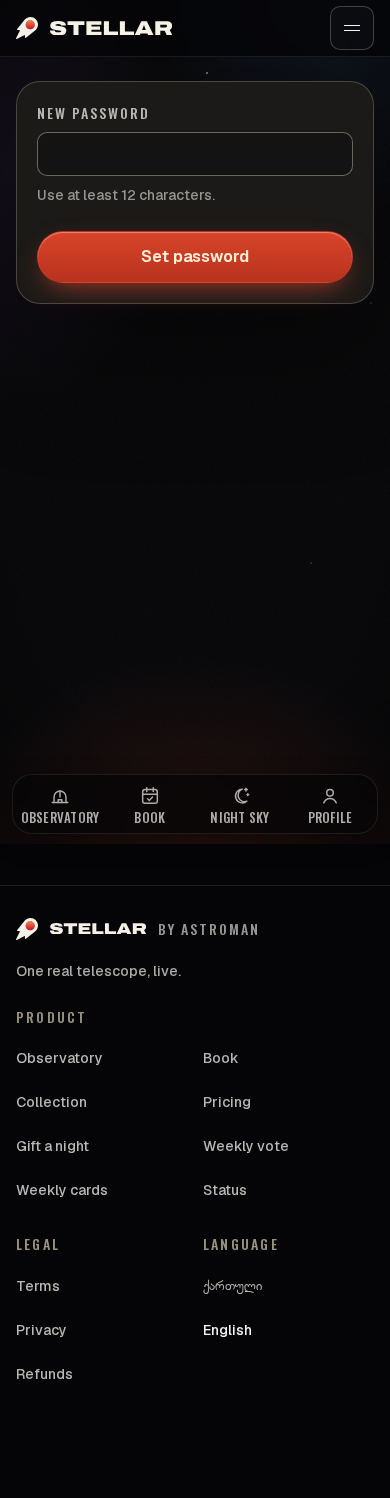 STELLAR
NEW PASSWORD
Use at least 12 characters.
Set password
OBSERVATORY
BOOK
NIGHT SKY
PROFILE
STELLAR BY ASTROMAN
One real telescope, live.
PRODUCT
Observatory
Book
Collection
Pricing
Gift a night
Weekly vote
Weekly cards
Status
LEGAL
LANGUAGE
Terms
ქართული
Privacy
English
Refunds